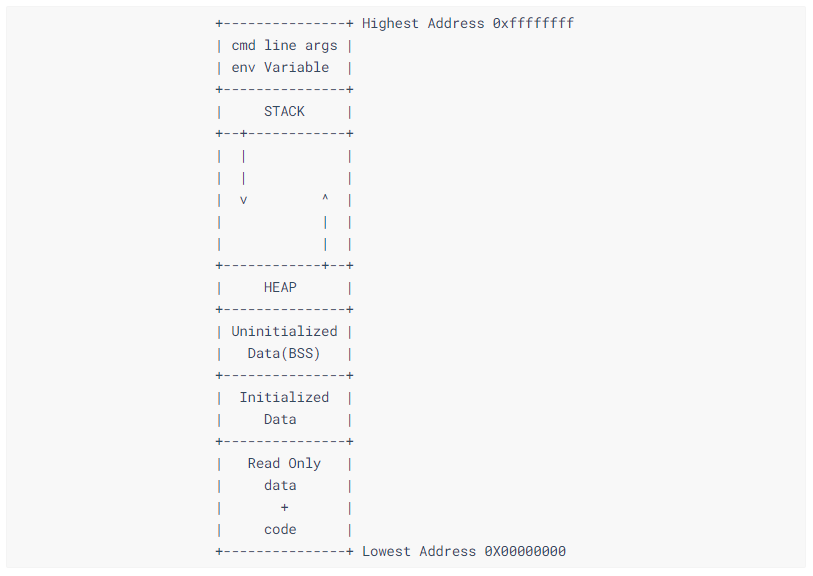 +---------------+ Highest Address 0xffffffff
| cmd line args |
| env Variable  |
+---------------+
|     STACK     |
+--+------------+
|  |            |
|  |            |
|  v         ^  |
|            |  |
|            |  |
+------------+--+
|     HEAP      |
+---------------+
| Uninitialized |
|   Data(BSS)   |
+---------------+
|  Initialized  |
|     Data      |
+---------------+
|   Read Only   |
|     data      |
|       +       |
|     code      |
+---------------+ Lowest Address 0X00000000